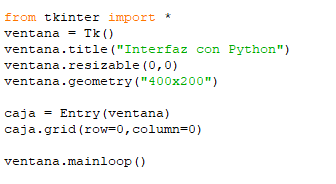 from tkinter import *
ventana = Tk()
ventana.title("Interfaz con Python")
ventana.resizable(0,0)
ventana.geometry("400x200")
caja = Entry(ventana)
caja.grid(row=0,column=0)
ventana.mainloop()